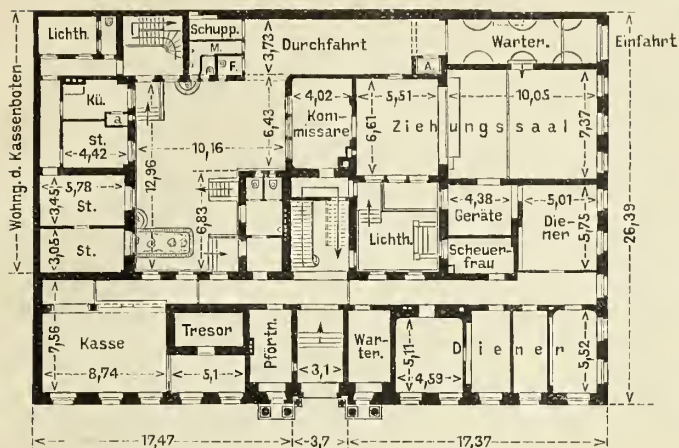 Lichth.
Schupp.
M.
F.
3,73
Durchfahrt
Warter.
Einfahrt
A.
Kü.
a
St.
4,42
4,02
Kommissare
5,51
6,61
10,05
Ziehungssaal
7,37
6,43
10,16
12,96
6,83
Wohng. d. Kassenboten
5,78
3,45
St.
3,05
St.
Lichth.
4,38
Geräte
Scheuerfrau
5,01
Diener
5,75
26,39
7,56
Kasse
8,74
Tresor
5,1
Pförtn.
3,1
Warter.
5,11
4,59
Diener
5,52
17,47
3,7
17,37